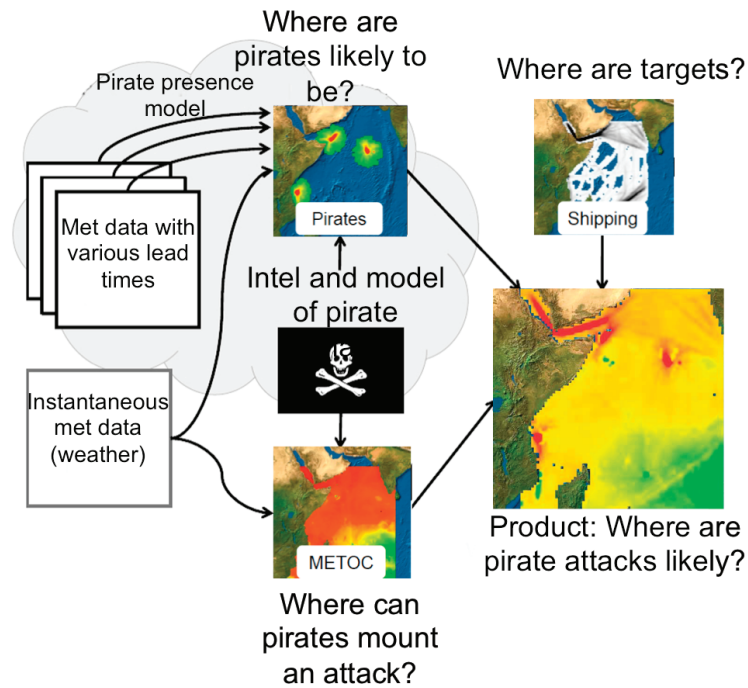 Where are
pirates likely to
be?
Where are targets?
Pirate presence
model
Pirates
Shipping
Met data with
various lead
times
Intel and model
of pirate
Instantaneous
met data
(weather)
METOC
Product: Where are
pirate attacks likely?
Where can
pirates mount
an attack?